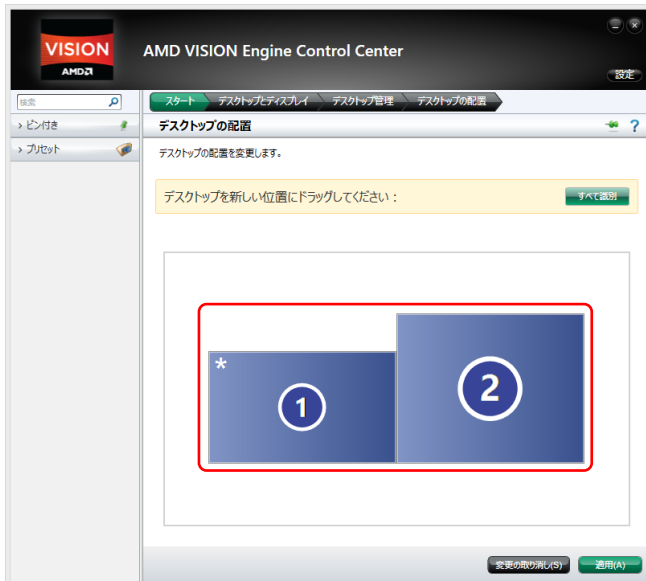 VISION
AMD
AMD VISION Engine Control Center
設定
検索
スタート デスクトップとディスプレイ デスクトップ管理 デスクトップの配置
> ピン付き
デスクトップの配置
?
> プリセット
デスクトップの配置を変更します。
デスクトップを新しい位置にドラッグしてください：
すべて識別
*
1
2
変更の取り消し(S)
適用(A)